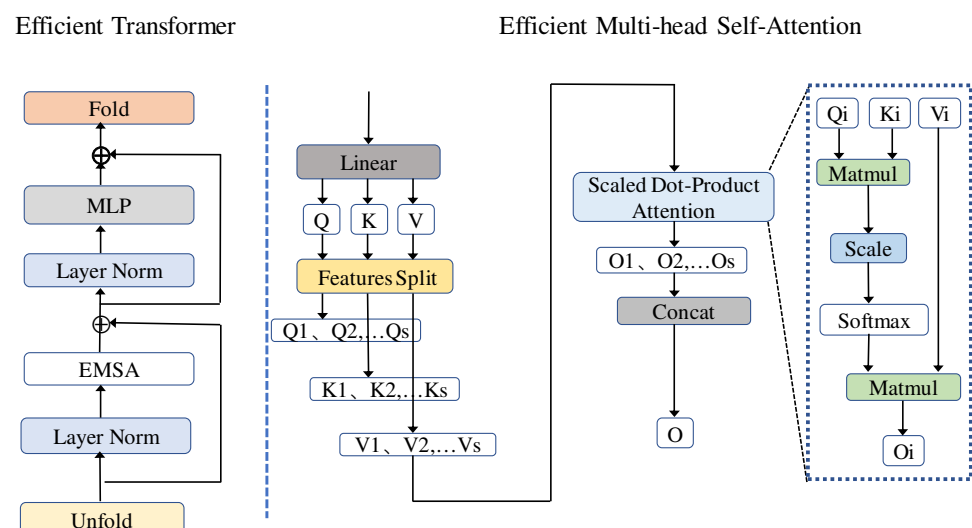 Efficient Transformer
Efficient Multi-head Self-Attention
Fold
MLP
Layer Norm
EMSA
Layer Norm
Unfold
Linear
Q
K
V
Features Split
Q1、Q2,…Qs
K1、K2,…Ks
V1、V2,…Vs
Scaled Dot-Product
Attention
O1、O2,…Os
Concat
O
Qi
Ki
Vi
Matmul
Scale
Softmax
Matmul
Oi